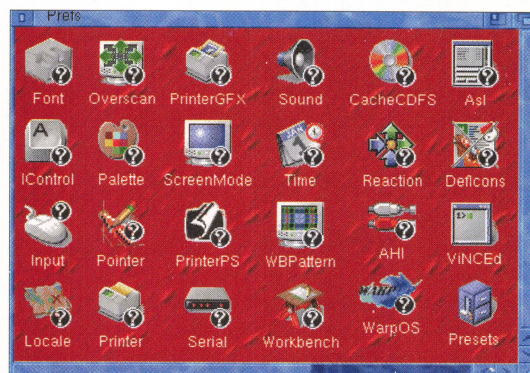 Prefs
Font Overscan PrinterGFX Sound CacheCDFS Asl
IControl Palette ScreenMode Time Reaction DefIcons
Input Pointer PrinterPS WBPattern AHI ViNCEd
Locale Printer Serial Workbench WarpOS Presets